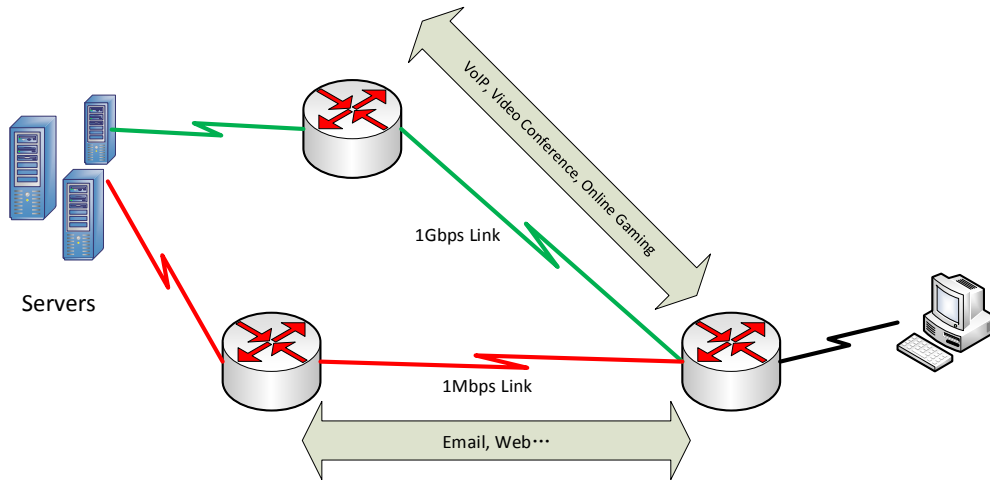 VoIP, Video Conference, Online Gaming
1Gbps Link
Servers
1Mbps Link
Email, Web⋯